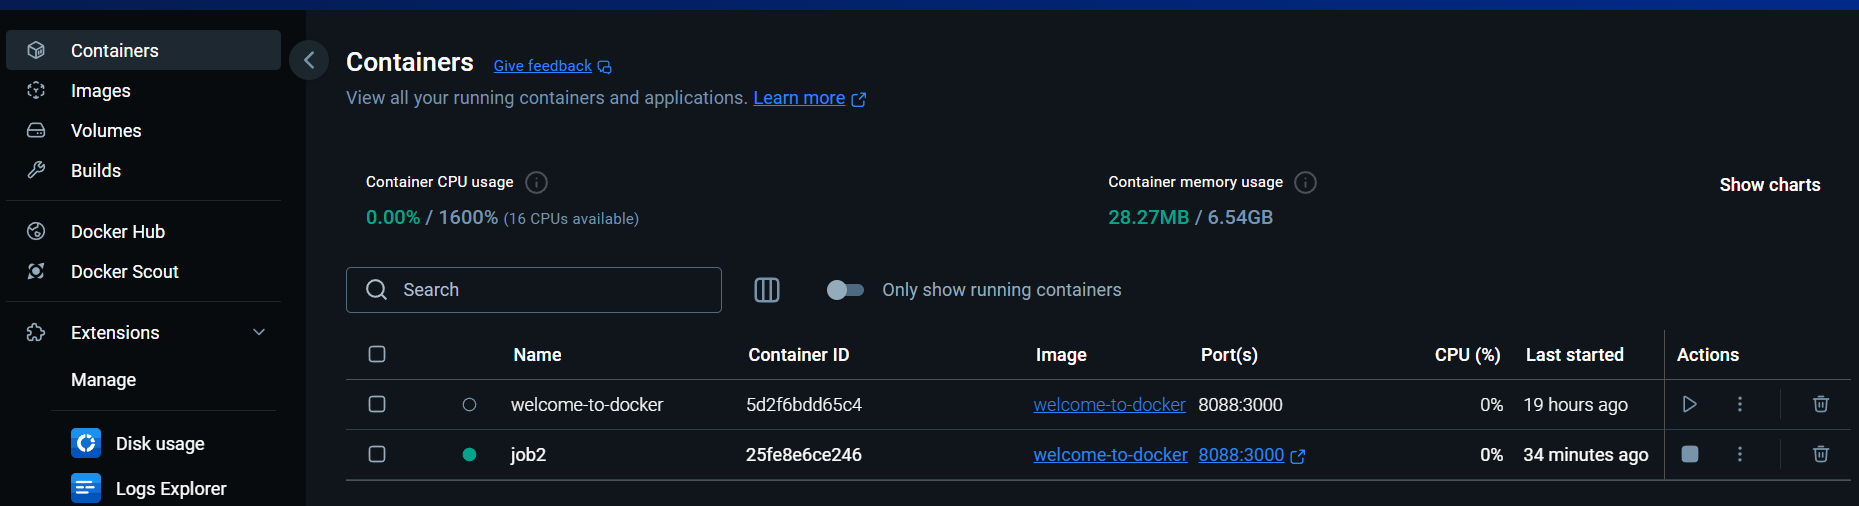 Containers
Images
Volumes
Builds
Docker Hub
Docker Scout
Extensions
Manage
Disk usage
Logs Explorer
Containers Give feedback
View all your running containers and applications. Learn more
Container CPU usage
0.00% / 1600% (16 CPUs available)
Container memory usage
28.27MB / 6.54GB
Show charts
Search
Only show running containers
Name Container ID Image Port(s) CPU (%) Last started Actions
welcome-to-docker 5d2f6bdd65c4 welcome-to-docker 8088:3000 0% 19 hours ago
job2 25fe8e6ce246 welcome-to-docker 8088:3000 0% 34 minutes ago